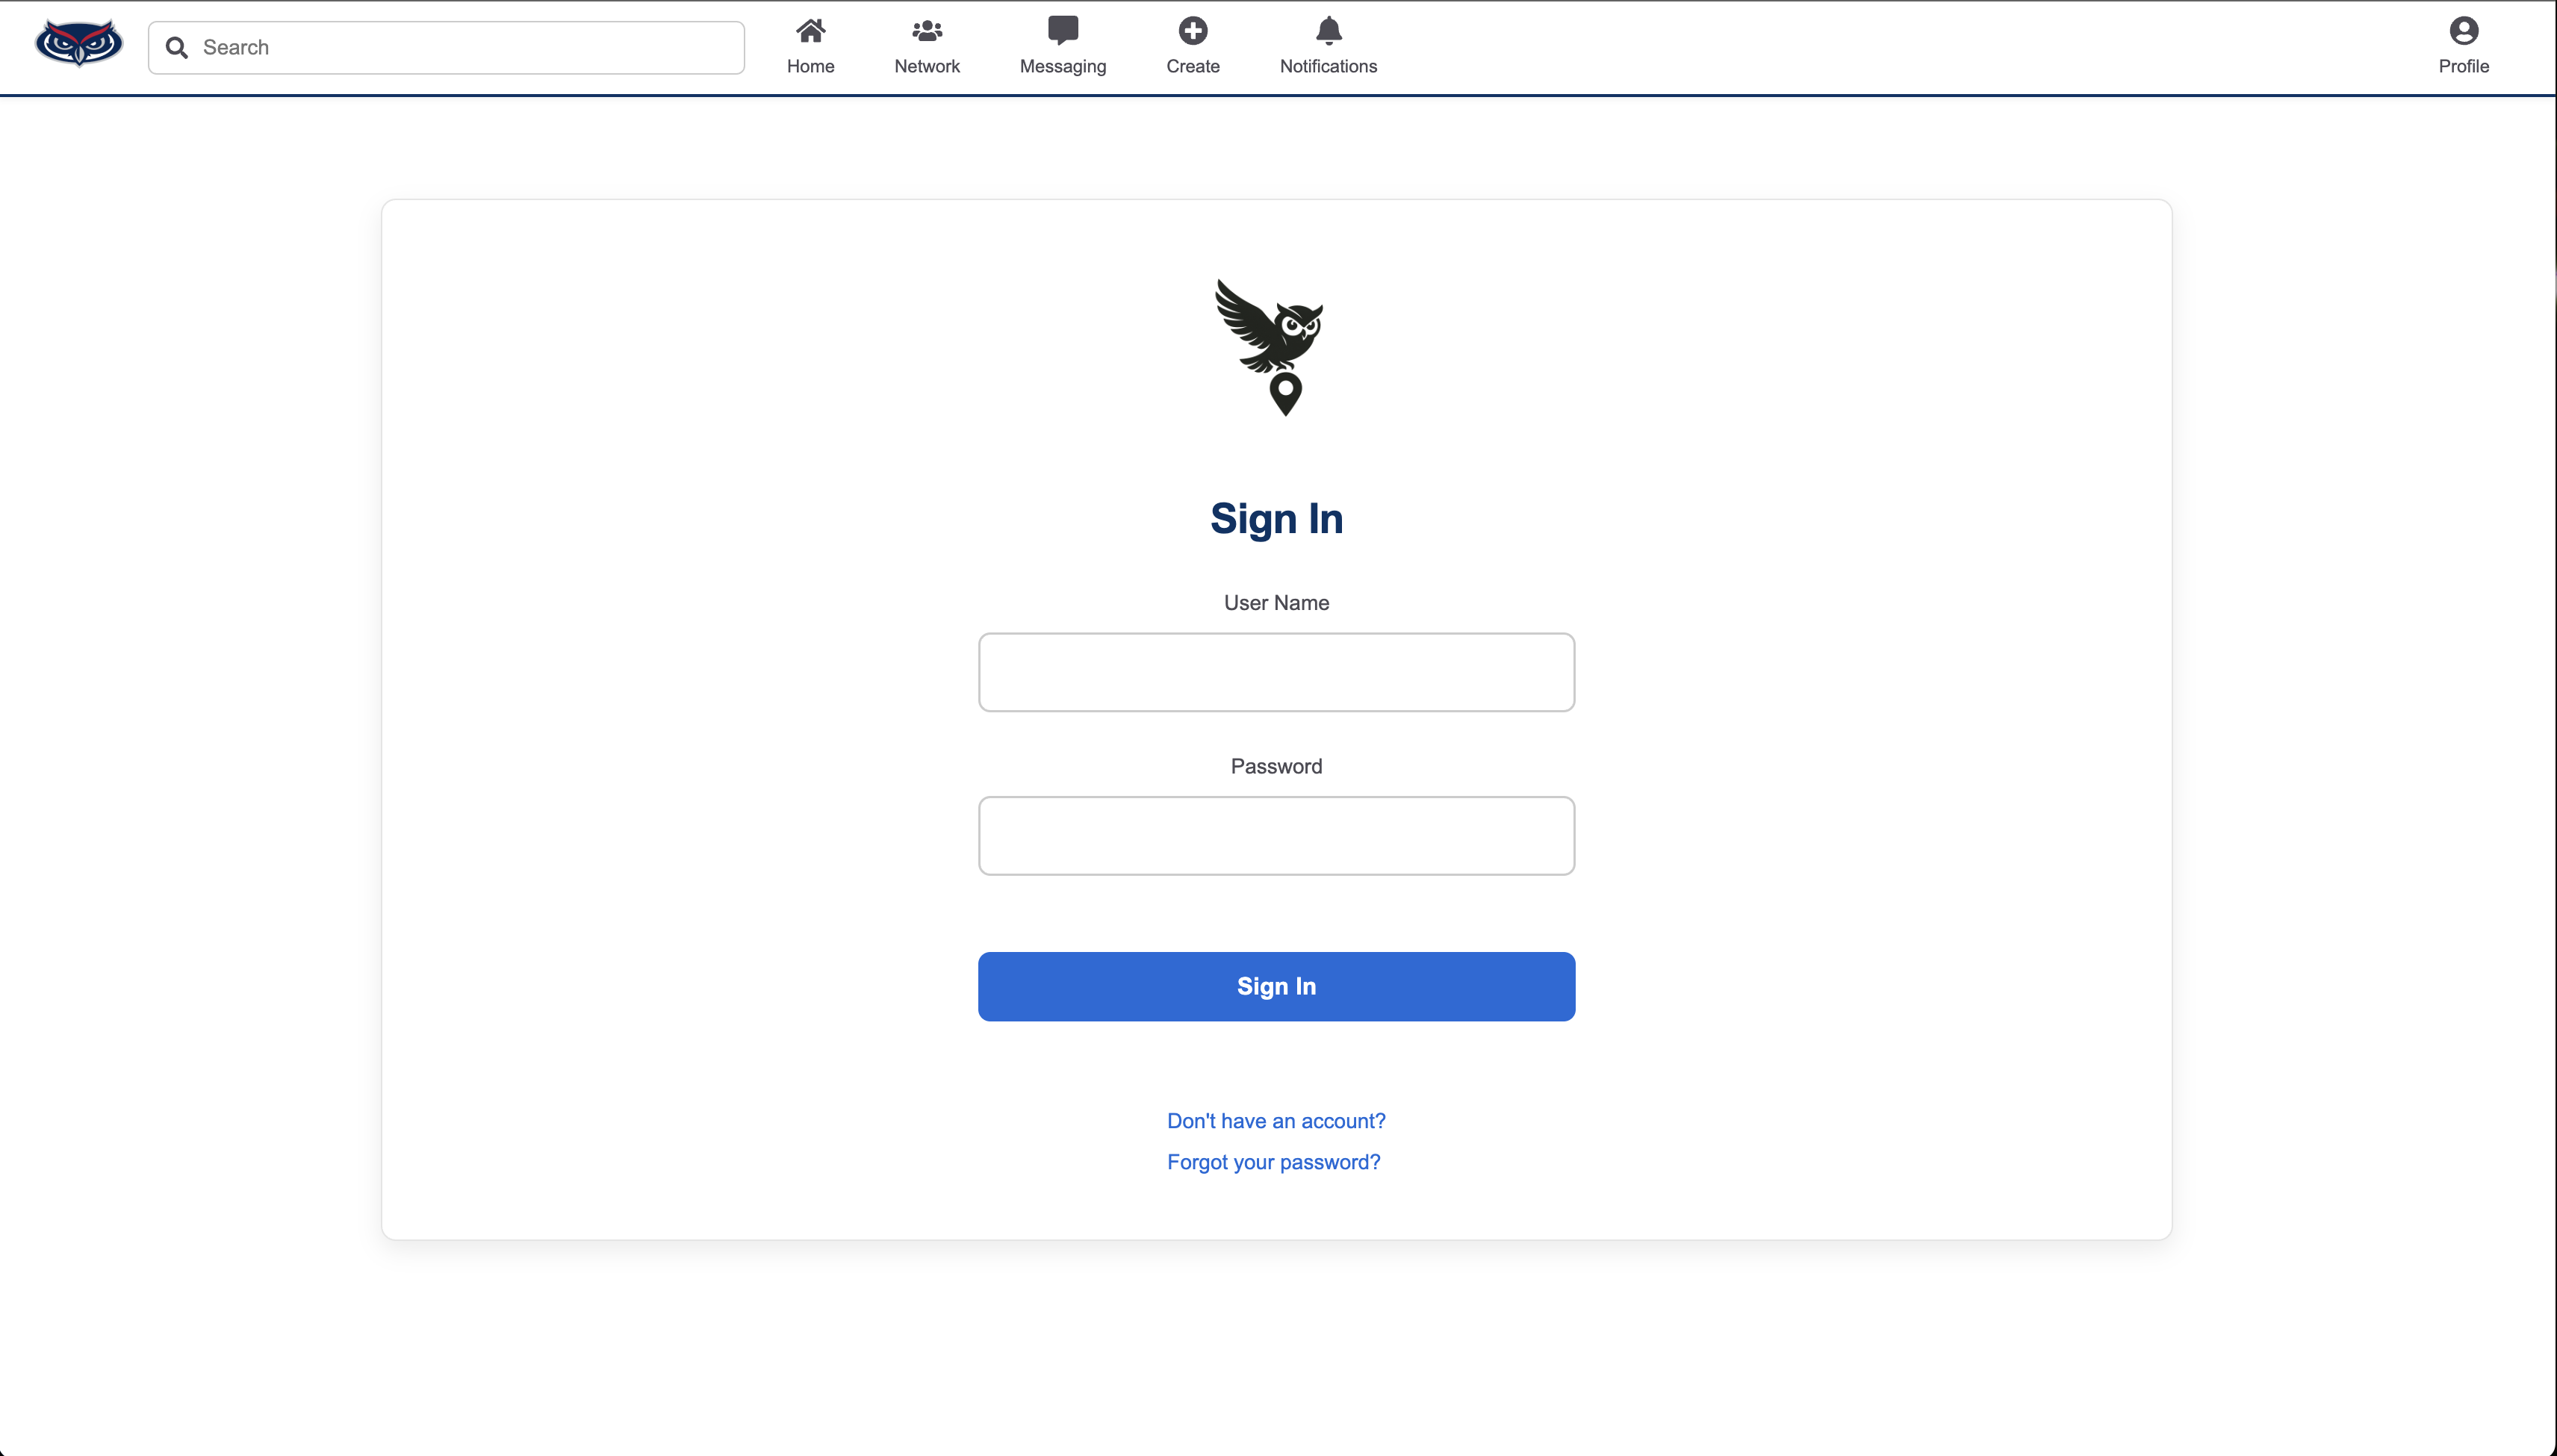 Search
Home
Network
Messaging
Create
Notifications
Profile
Sign In
User Name
Password
Sign In
Don't have an account?
Forgot your password?